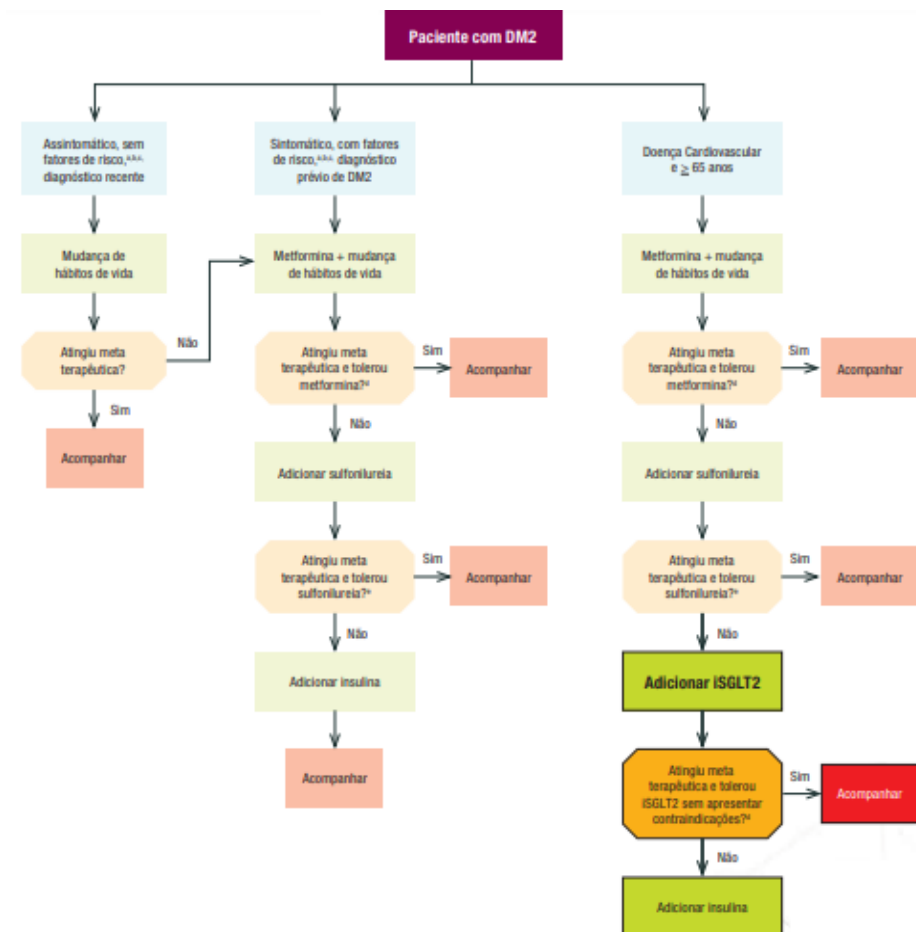 Paciente com DM2
Assintomático, sem
fatores de risco,a,b,c,
diagnóstico recente
Sintomático, com fatores
de risco,a,b,c, diagnóstico
prévio de DM2
Doença Cardiovascular
e ≥ 65 anos
Mudança de
hábitos de vida
Metformina + mudança
de hábitos de vida
Metformina + mudança
de hábitos de vida
Atingiu meta
terapêutica?
Não
Atingiu meta
terapêutica e tolerou
metformina?d
Sim
Acompanhar
Atingiu meta
terapêutica e tolerou
metformina?d
Sim
Acompanhar
Sim
Acompanhar
Não
Adicionar sulfonilureia
Não
Adicionar sulfonilureia
Atingiu meta
terapêutica e tolerou
sulfonilureia?e
Sim
Acompanhar
Atingiu meta
terapêutica e tolerou
sulfonilureia?e
Sim
Acompanhar
Não
Adicionar insulina
Não
Adicionar iSGLT2
Acompanhar
Atingiu meta
terapêutica e tolerou
iSGLT2 sem apresentar
contraindicações?d
Sim
Acompanhar
Não
Adicionar insulina